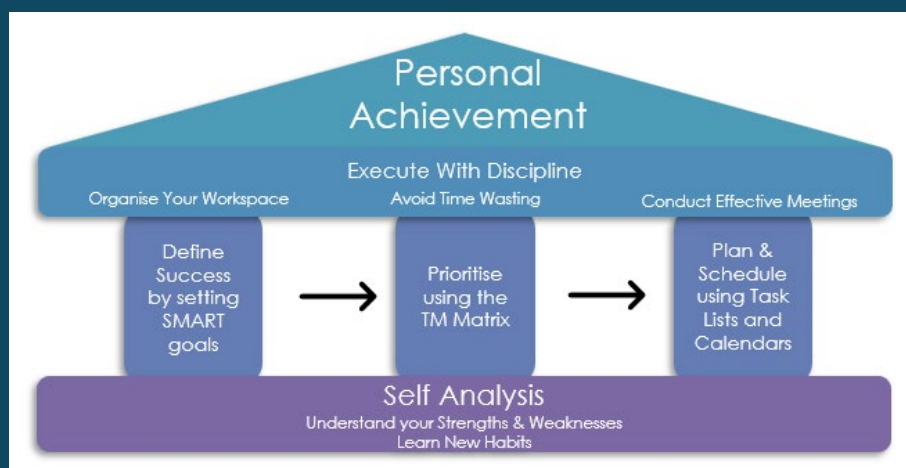 Personal
Achievement
Execute With Discipline
Organise Your Workspace
Avoid Time Wasting
Conduct Effective Meetings
Define
Success
by setting
SMART
goals
Prioritise
using the
TM Matrix
Plan &
Schedule
using Task
Lists and
Calendars
Self Analysis
Understand your Strengths & Weaknesses
Learn New Habits